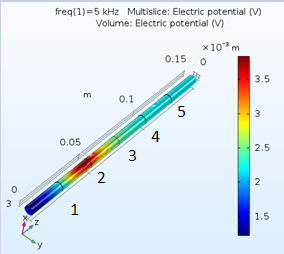 freq(1)=5 kHz   Multislice: Electric potential (V)
Volume: Electric potential (V)
×10⁻³ m
0.15
0
m
0.1
0.05
0
3
3.5
3
2.5
2
1.5
5
4
3
2
1
x
z
y